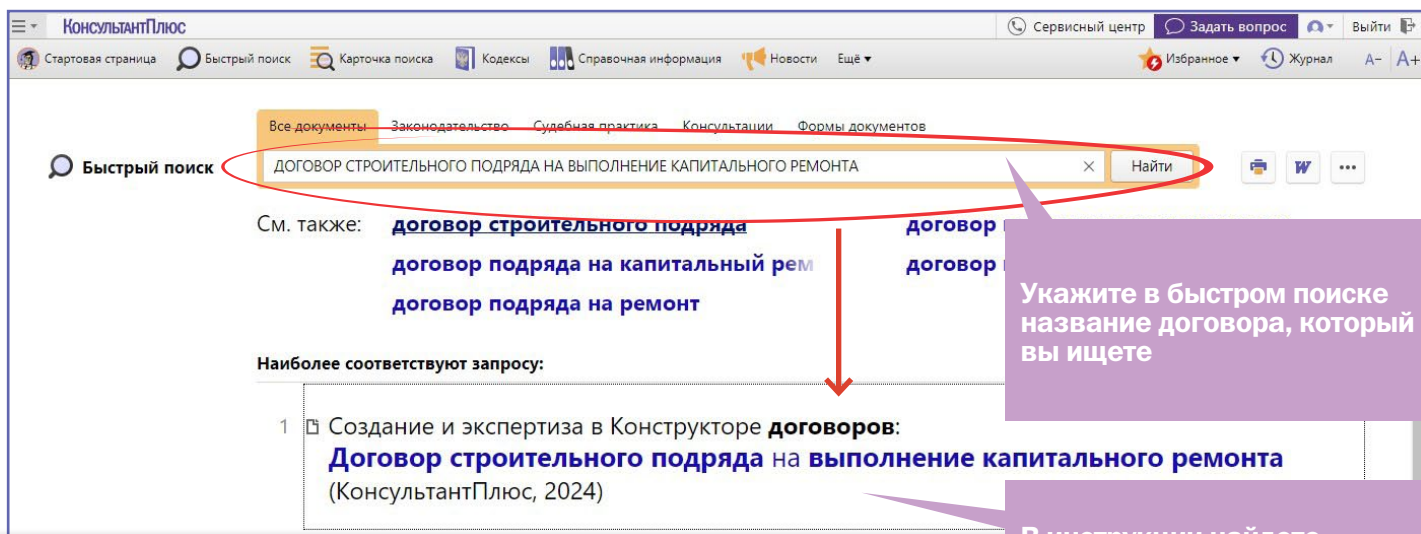 КонсультантПлюс
Сервисный центр Задать вопрос Выйти
Стартовая страница Быстрый поиск Карточка поиска Кодексы Справочная информация Новости Ещё Избранное Журнал А- А+
Все документы Законодательство Судебная практика Консультации Формы документов
Быстрый поиск ДОГОВОР СТРОИТЕЛЬНОГО ПОДРЯДА НА ВЫПОЛНЕНИЕ КАПИТАЛЬНОГО РЕМОНТА × Найти W ...
См. также: договор строительного подряда договор
договор подряда на капитальный рем договор
договор подряда на ремонт
Укажите в быстром поиске
название договора, который
вы ищете
Наиболее соответствуют запросу:
1 Создание и экспертиза в Конструкторе договоров:
Договор строительного подряда на выполнение капитального ремонта
(КонсультантПлюс, 2024)
В инструкции найдете